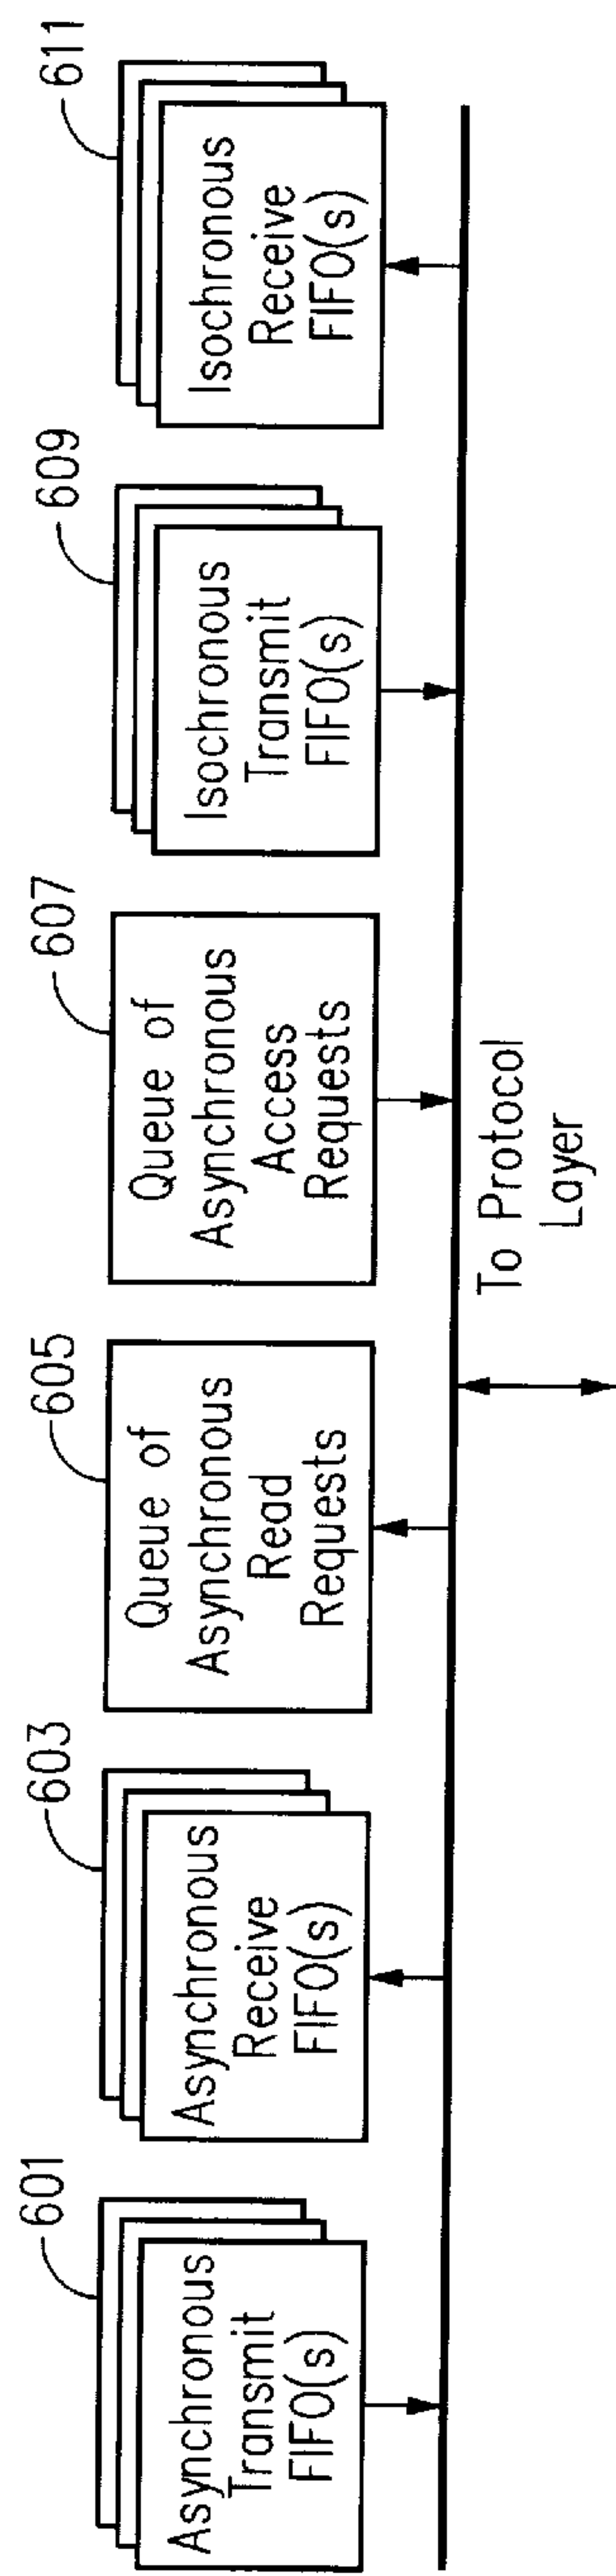 601
Asynchronous
Transmit
FIFO(s)
603
Asynchronous
Receive
FIFO(s)
605
Queue of
Asynchronous
Read
Requests
607
Queue of
Asynchronous
Access
Requests
609
Isochronous
Transmit
FIFO(s)
611
Isochronous
Receive
FIFO(s)
To Protocol
Layer